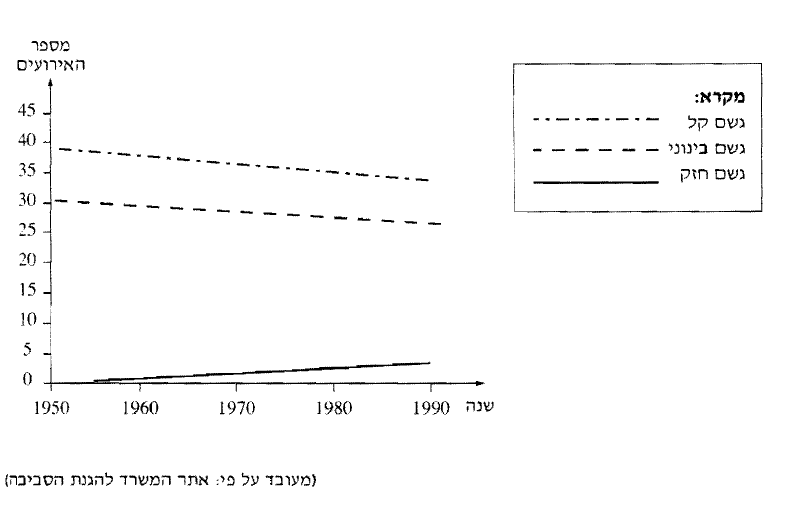 מספר
האירועים
45
40
35
30
25
20
15
10
5
0
1950 1960 1970 1980 1990 שנה
מקרא:
גשם קל
גשם בינוני
גשם חזק
(מעובד על פי: אתר המשרד להגנת הסביבה)